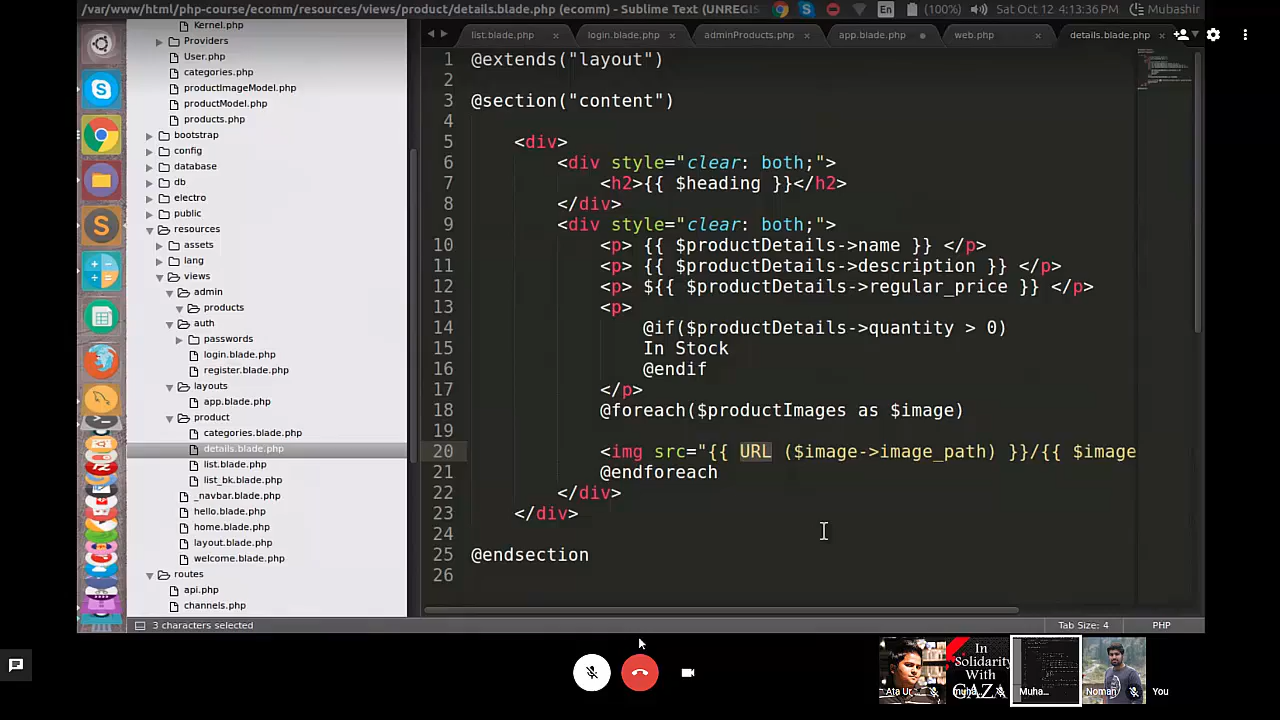 /var/www/html/php-course/ecomm/resources/views/product/details.blade.php (ecomm) - Sublime Text (UNREGIS
En (100%) Sat Oct 12 4:13:36 PM Mubashir
list.blade.php × login.blade.php × adminProducts.php × app.blade.php web.php × details.blade.php ×
Kernel.php
Providers
User.php
categories.php
productImageModel.php
productModel.php
products.php
bootstrap
config
database
db
electro
public
resources
assets
lang
views
admin
products
auth
passwords
login.blade.php
register.blade.php
layouts
app.blade.php
product
categories.blade.php
details.blade.php
list.blade.php
list_bk.blade.php
_navbar.blade.php
hello.blade.php
home.blade.php
layout.blade.php
welcome.blade.php
routes
api.php
channels.php
1 @extends("layout")
2
3 @section("content")
4
5 <div>
6 <div style="clear: both;">
7 <h2>{{ $heading }}</h2>
8 </div>
9 <div style="clear: both;">
10 <p> {{ $productDetails->name }} </p>
11 <p> {{ $productDetails->description }} </p>
12 <p> ${{ $productDetails->regular_price }} </p>
13 <p>
14 @if($productDetails->quantity > 0)
15 In Stock
16 @endif
17 </p>
18 @foreach($productImages as $image)
19
20 <img src="{{ URL ($image->image_path) }}/{{ $image
21 @endforeach
22 </div>
23 </div>
24
25 @endsection
26
3 characters selected
Tab Size: 4 PHP
In
Solidarity
With
GAZA
Ata Ur
muha
Muha...
Noman
You